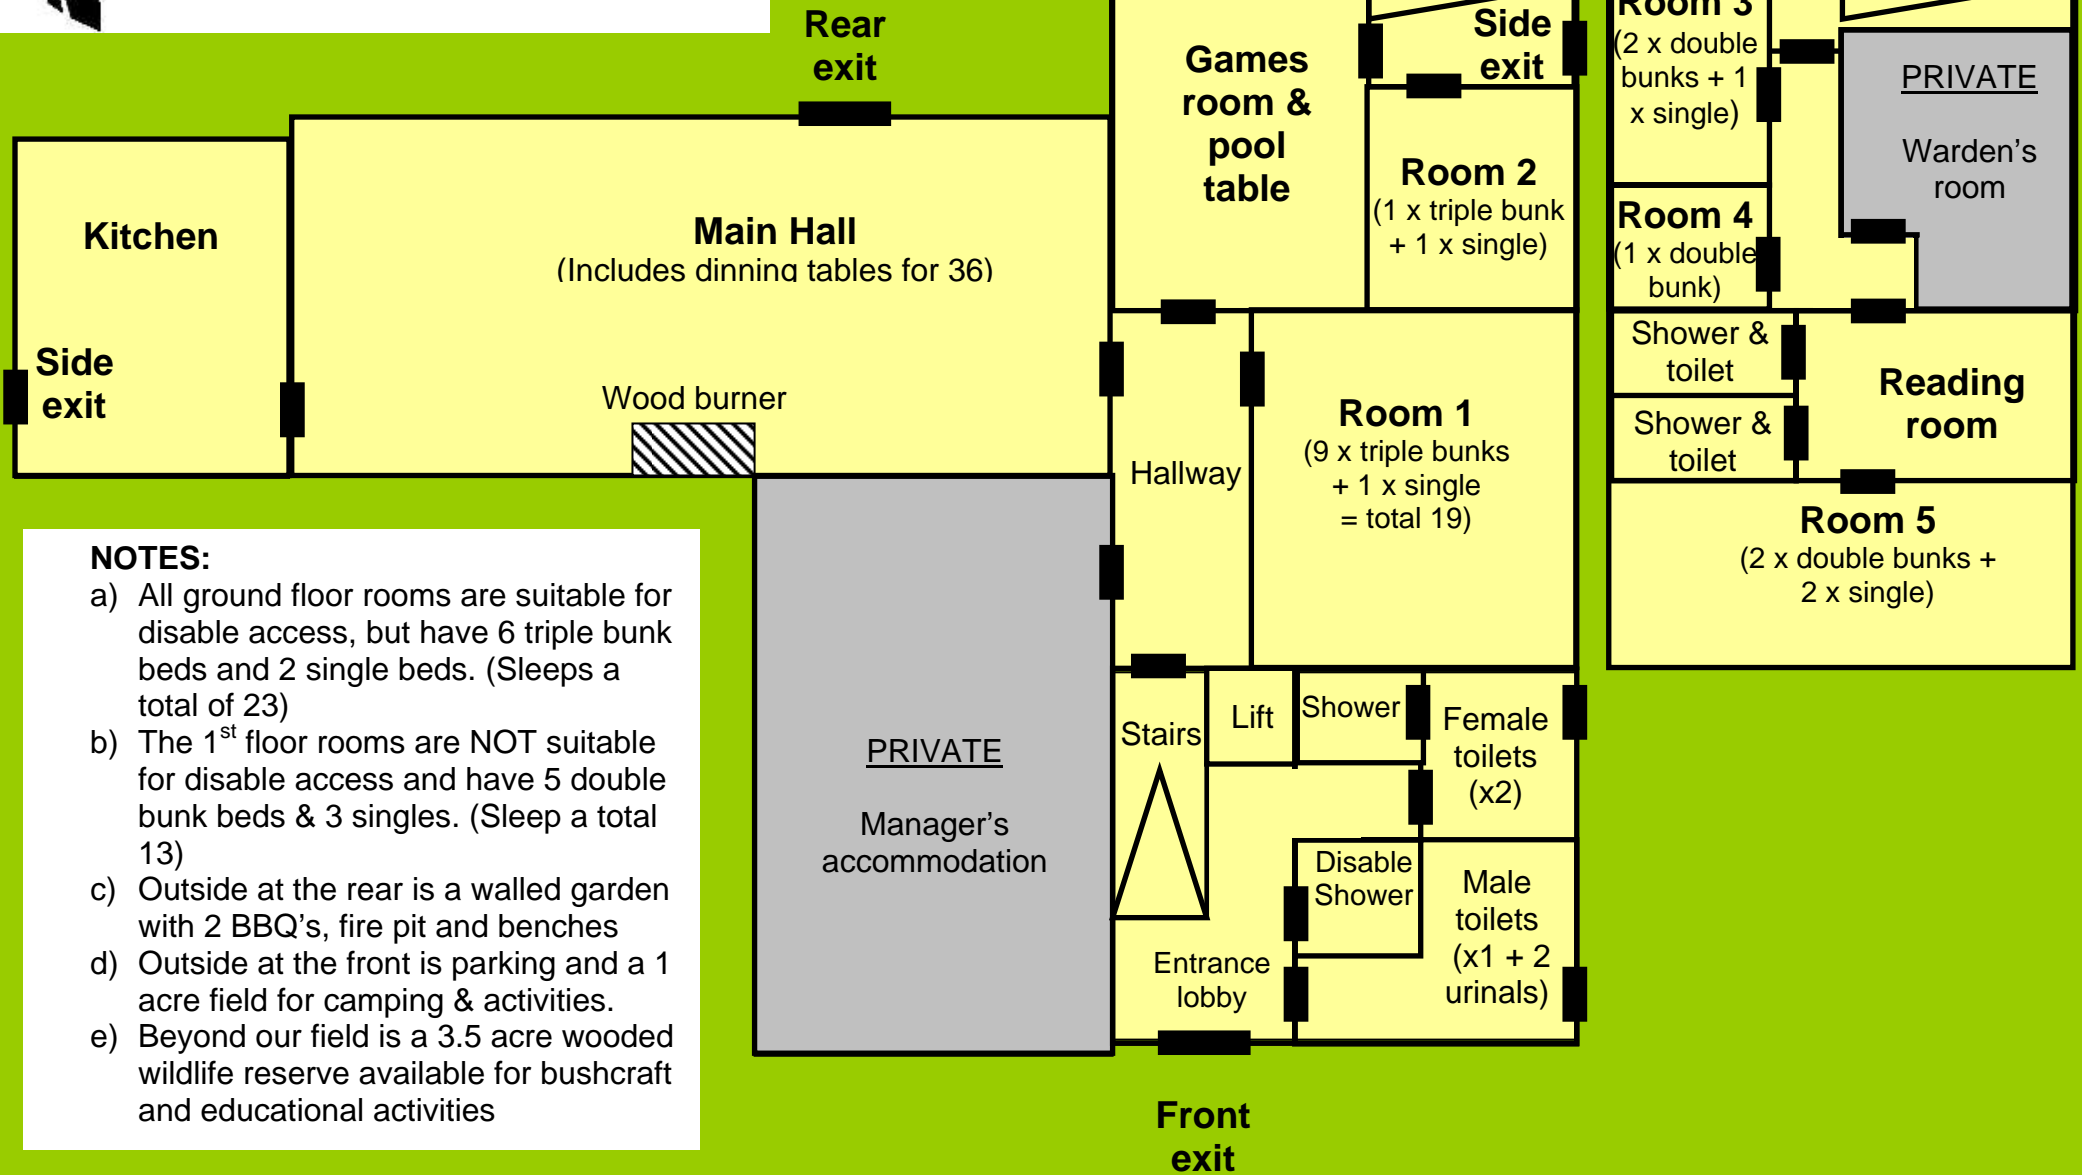 Rear
exit
Games
room &
pool
table
Side
exit
Room 2
(1 x triple bunk
+ 1 x single)
Room 3
(2 x double
bunks + 1
x single)
PRIVATE
Warden’s
room
Room 4
(1 x double
bunk)
Kitchen
Side
exit
Main Hall
(Includes dinning tables for 36)
Wood burner
Hallway
Room 1
(9 x triple bunks
+ 1 x single
= total 19)
Shower &
toilet
Shower &
toilet
Reading
room
Room 5
(2 x double bunks +
2 x single)
NOTES:
a) All ground floor rooms are suitable for
disable access, but have 6 triple bunk
beds and 2 single beds. (Sleeps a
total of 23)
b) The 1st floor rooms are NOT suitable
for disable access and have 5 double
bunk beds & 3 singles. (Sleep a total
13)
c) Outside at the rear is a walled garden
with 2 BBQ’s, fire pit and benches
d) Outside at the front is parking and a 1
acre field for camping & activities.
e) Beyond our field is a 3.5 acre wooded
wildlife reserve available for bushcraft
and educational activities
PRIVATE
Manager’s
accommodation
Stairs
Lift
Shower
Female
toilets
(x2)
Disable
Shower
Male
toilets
(x1 + 2
urinals)
Entrance
lobby
Front
exit